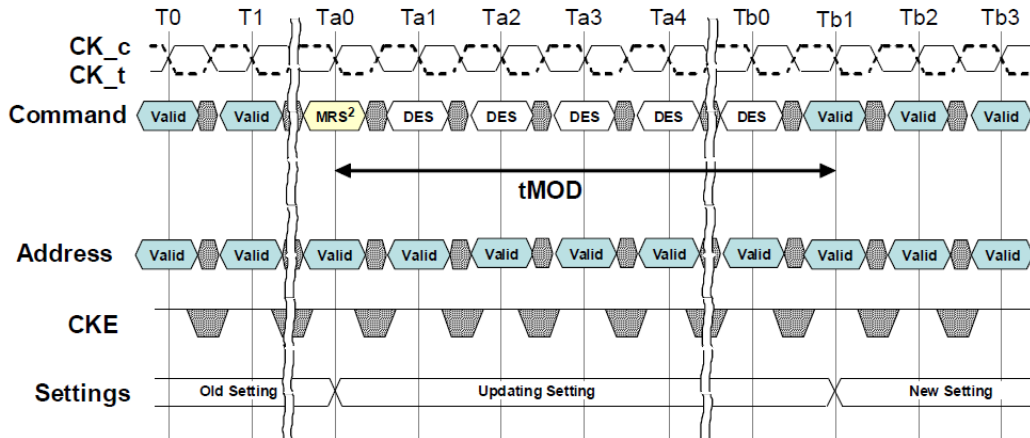 T0 T1 Ta0 Ta1 Ta2 Ta3 Ta4 Tb0 Tb1 Tb2 Tb3
CK_c
CK_t
Command Valid Valid MRS² DES DES DES DES DES Valid Valid Valid
tMOD
Address Valid Valid Valid Valid Valid Valid Valid Valid Valid Valid Valid
CKE
Settings Old Setting Updating Setting New Setting